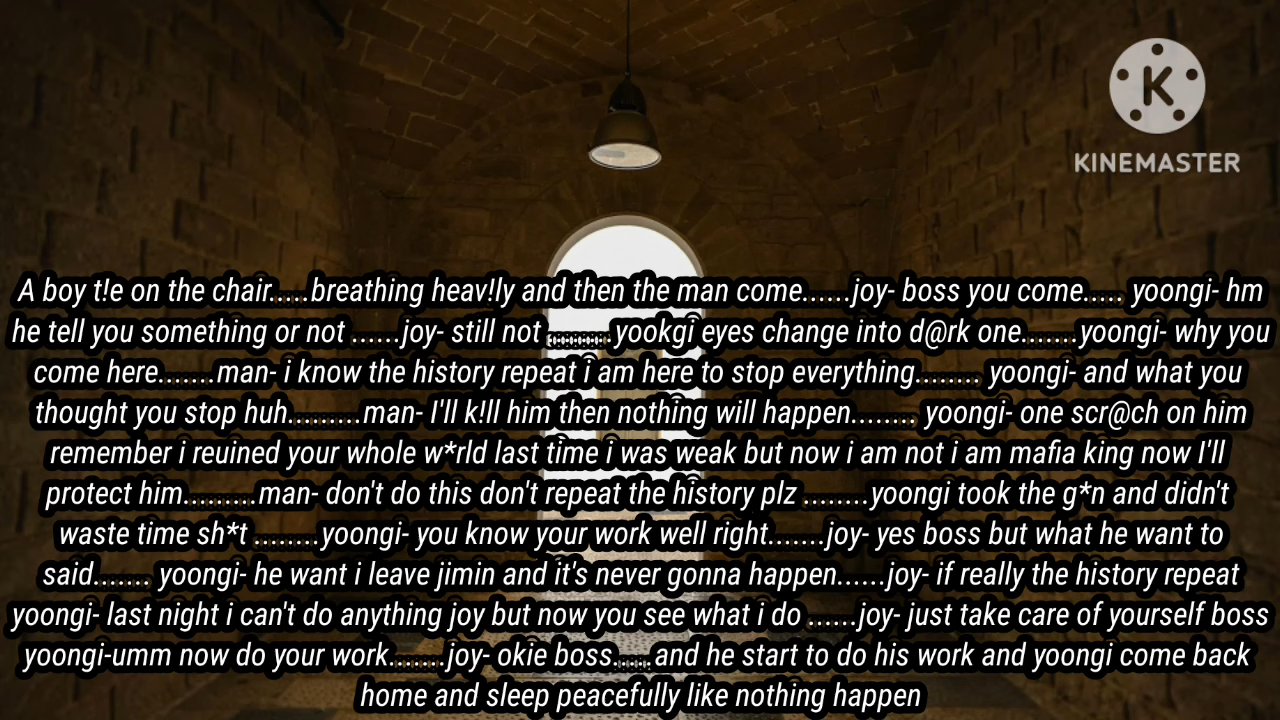 KINEMASTER
A boy t!e on the chair.....breathing heav!ly and then the man come......joy- boss you come..... yoongi- hm
he tell you something or not ......joy- still not ..........yookgi eyes change into d@rk one........yoongi- why you
come here.......man- i know the history repeat i am here to stop everything........ yoongi- and what you
thought you stop huh..........man- I'll k!ll him then nothing will happen........ yoongi- one scr@ch on him
remember i reuined your whole w*rld last time i was weak but now i am not i am mafia king now I'll
protect him..........man- don't do this don't repeat the history plz ........yoongi took the g*n and didn't
waste time sh*t ........yoongi- you know your work well right.......joy- yes boss but what he want to
said....... yoongi- he want i leave jimin and it's never gonna happen......joy- if really the history repeat
yoongi- last night i can't do anything joy but now you see what i do ......joy- just take care of yourself boss
yoongi-umm now do your work.......joy- okie boss......and he start to do his work and yoongi come back
home and sleep peacefully like nothing happen